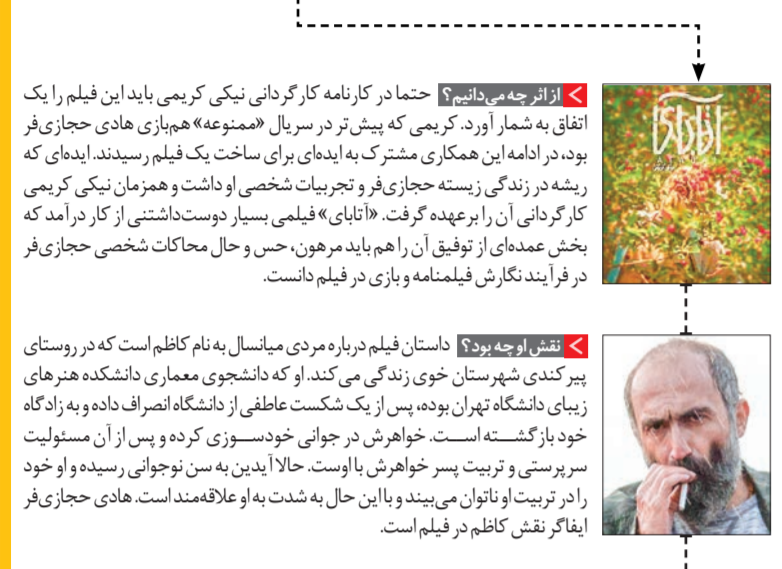 آتابای
از اثر چه می‌دانیم؟ حتما در کارنامه کارگردانی نیکی کریمی باید این فیلم را یک
اتفاق به شمار آورد. کریمی که پیش‌تر در سریال «ممنوعه» هم‌بازی هادی حجازی‌فر
بود، در ادامه این همکاری مشترک به ایده‌ای برای ساخت یک فیلم رسیدند. ایده‌ای که
ریشه در زندگی زیسته حجازی‌فر و تجربیات شخصی او داشت و همزمان نیکی کریمی
کارگردانی آن را برعهده گرفت. «آتابای» فیلمی بسیار دوست‌داشتنی از کار درآمد که
بخش عمده‌ای از توفیق آن را هم باید مرهون، حس و حال محاکات شخصی حجازی‌فر
در فرآیند نگارش فیلمنامه و بازی در فیلم دانست.
نقش او چه بود؟ داستان فیلم درباره مردی میانسال به نام کاظم است که در روستای
پیرکندی شهرستان خوی زندگی می‌کند. او که دانشجوی معماری دانشکده هنرهای
زیبای دانشگاه تهران بوده، پس از یک شکست عاطفی از دانشگاه انصراف داده و به زادگاه
خود بازگشته است. خواهرش در جوانی خودسوزی کرده و پس از آن مسئولیت
سرپرستی و تربیت پسر خواهرش با اوست. حالا آیدین به سن نوجوانی رسیده و او خود
را در تربیت او ناتوان می‌بیند و با این حال به شدت به او علاقه‌مند است. هادی حجازی‌فر
ایفاگر نقش کاظم در فیلم است.